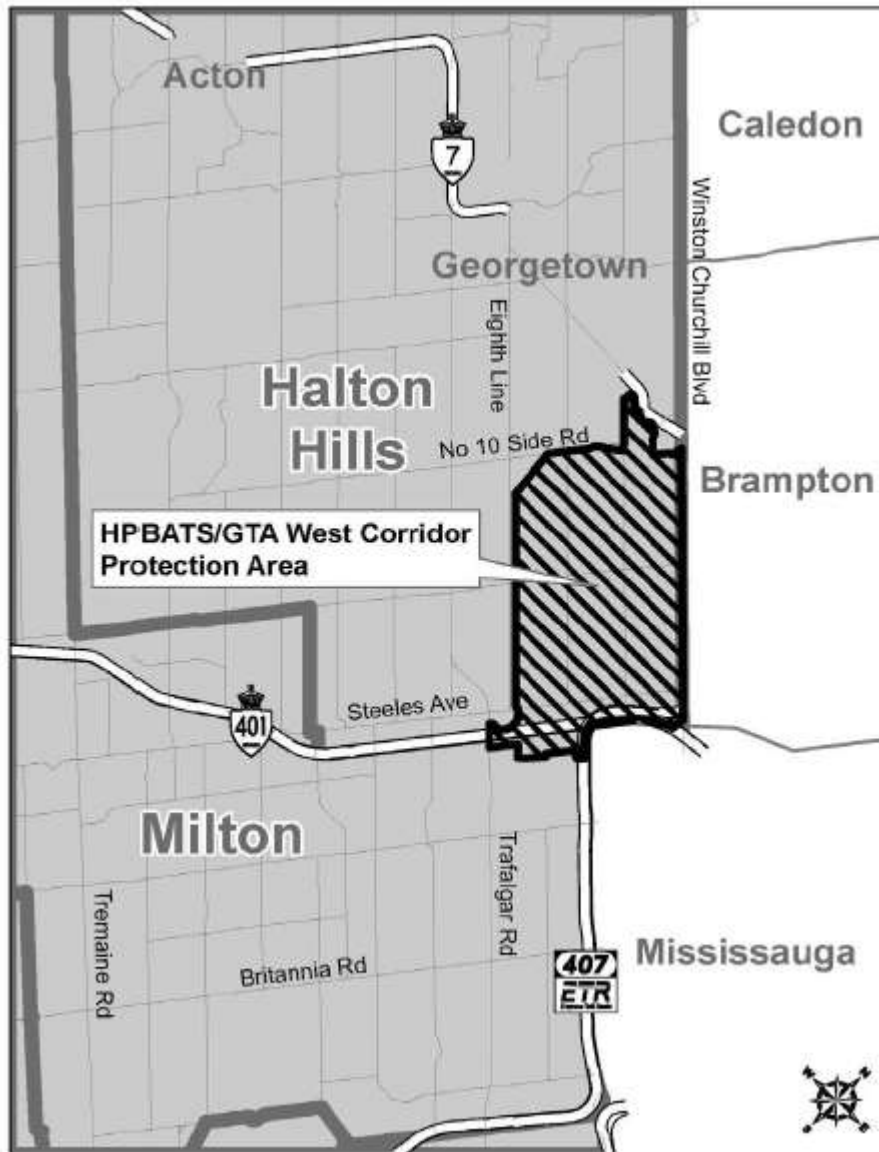 Acton
Caledon
7
Winston Churchill Blvd
Georgetown
Eighth Line
Halton
Hills
No 10 Side Rd
Brampton
HPBATS/GTA West Corridor
Protection Area
Steeles Ave
401
Milton
Trafalgar Rd
Tremaine Rd
Mississauga
407
ETR
Britannia Rd